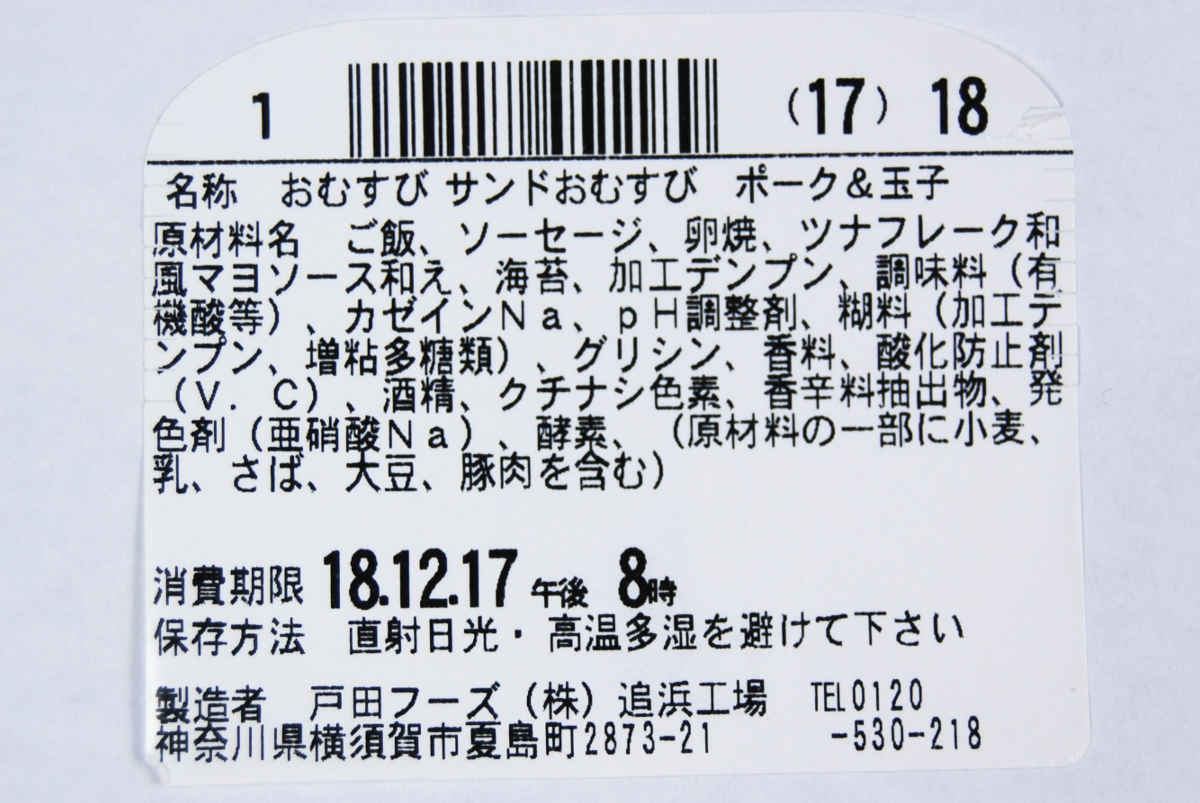 1 (17) 18
名称 おむすび サンドおむすび ポーク&玉子
原材料名 ご飯、ソーセージ、卵焼、ツナフレーク和
風マヨソース和え、海苔、加工デンプン、調味料(有
機酸等)、カゼインNa、pH調整剤、糊料(加工デ
ンプン、増粘多糖類)、グリシン、香料、酸化防止剤
(V.C)、酒精、クチナシ色素、香辛料抽出物、発
色剤(亜硝酸Na)、酵素、(原材料の一部に小麦、
乳、さば、大豆、豚肉を含む)
消費期限 18.12.17 午後 8時
保存方法 直射日光・高温多湿を避けて下さい
製造者 戸田フーズ(株)追浜工場 TEL0120
神奈川県横須賀市夏島町2873-21 -530-218